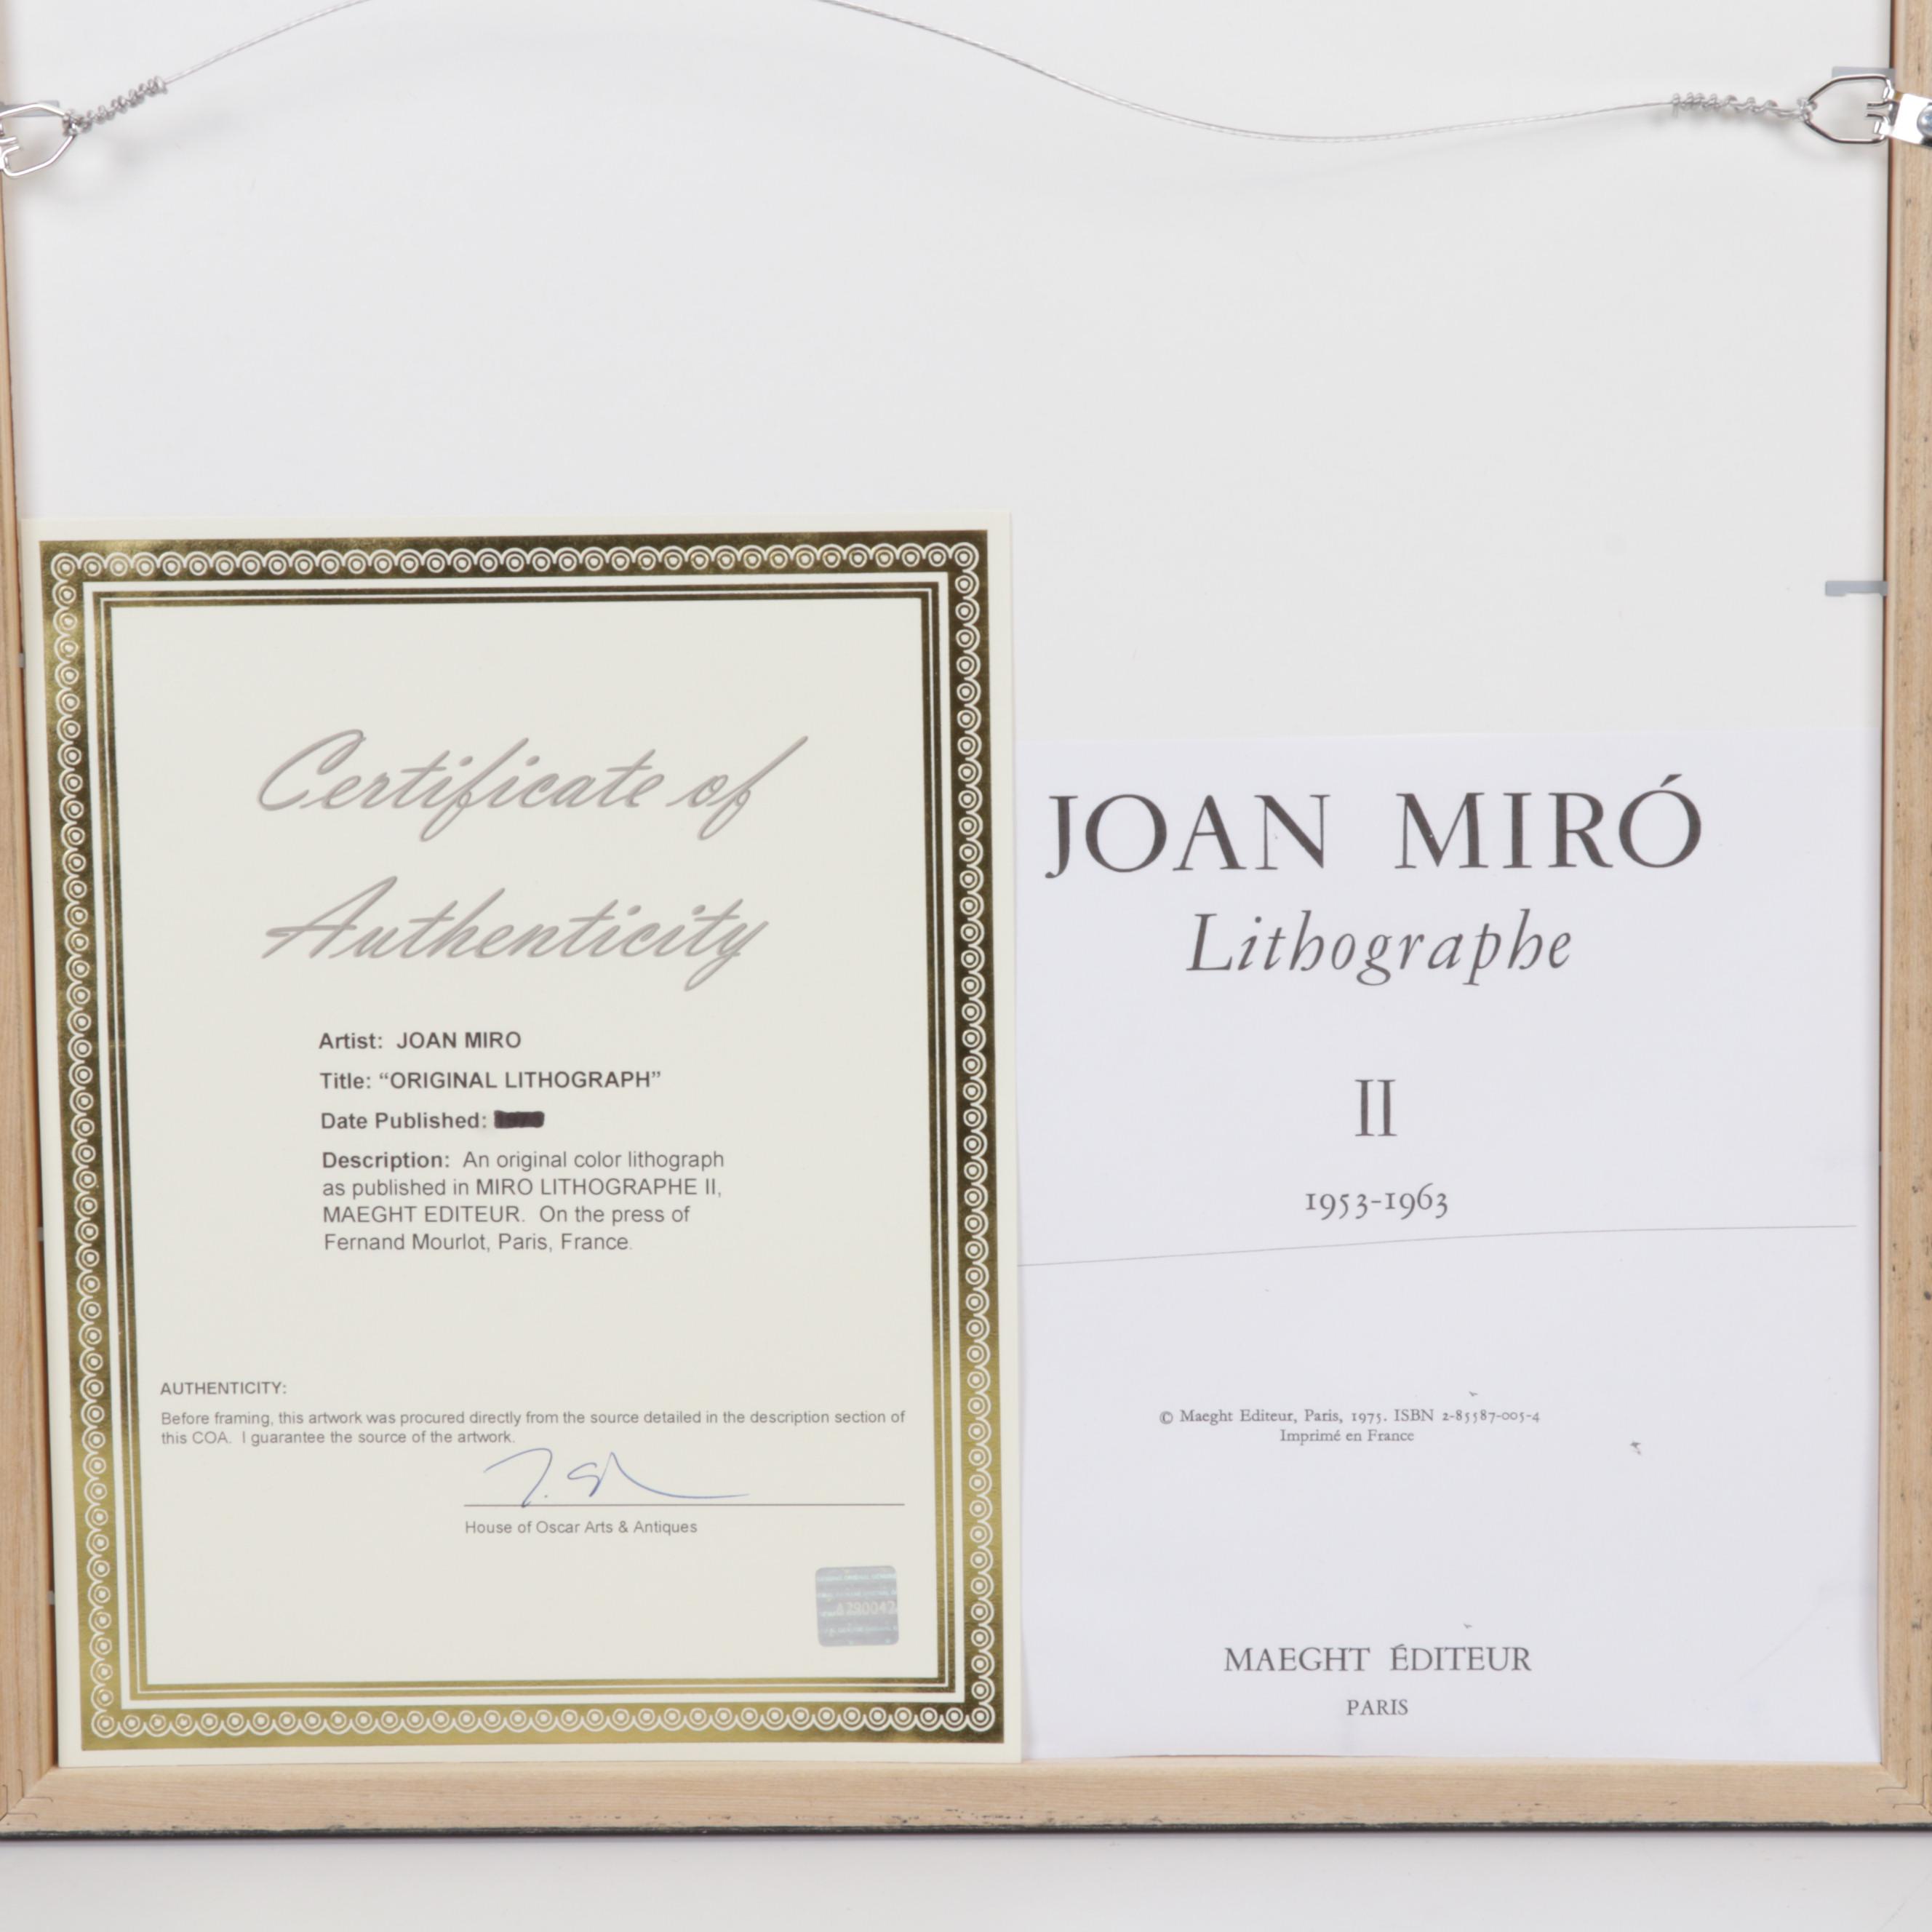 Certificate of
Authenticity
Artist: JOAN MIRO
Title: “ORIGINAL LITHOGRAPH”
Date Published:
Description: An original color lithograph
as published in MIRO LITHOGRAPHE II,
MAEGHT EDITEUR. On the press of
Fernand Mourlot, Paris, France.
AUTHENTICITY:
Before framing, this artwork was procured directly from the source detailed in the description section of
this COA. I guarantee the source of the artwork.
House of Oscar Arts & Antiques
JOAN MIRÓ
Lithographe
II
1953-1963
© Maeght Editeur, Paris, 1975. ISBN 2-85587-005-4
Imprimé en France
MAEGHT ÉDITEUR
PARIS